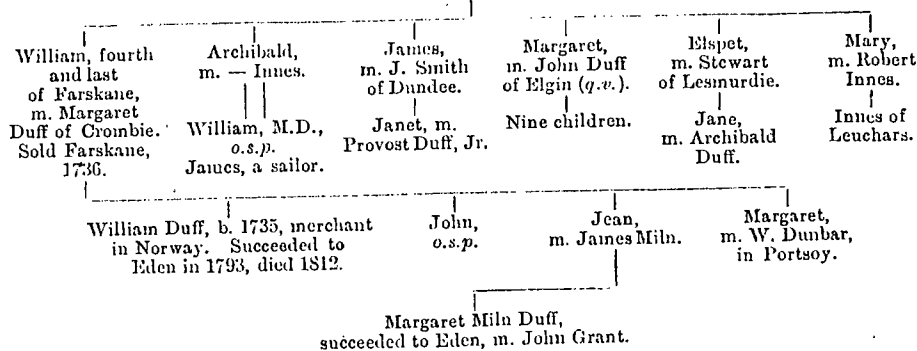 William, fourth
and last
of Farskane,
m. Margaret
Duff of Crombie.
Sold Farskane,
1736.
Archibald,
m. — Innes.
William, M.D.,
o.s.p.
James, a sailor.
James,
m. J. Smith
of Dundee.
Janet, m.
Provost Duff, Jr.
Margaret,
m. John Duff
of Elgin (q.v.).
Nine children.
Elspet,
m. Stewart
of Lesmurdie.
Jane,
m. Archibald
Duff.
Mary,
m. Robert
Innes.
Innes of
Leuchars.
William Duff, b. 1735, merchant
in Norway. Succeeded to
Eden in 1793, died 1812.
John,
o.s.p.
Jean,
m. James Miln.
Margaret,
m. W. Dunbar,
in Portsoy.
Margaret Miln Duff,
succeeded to Eden, m. John Grant.